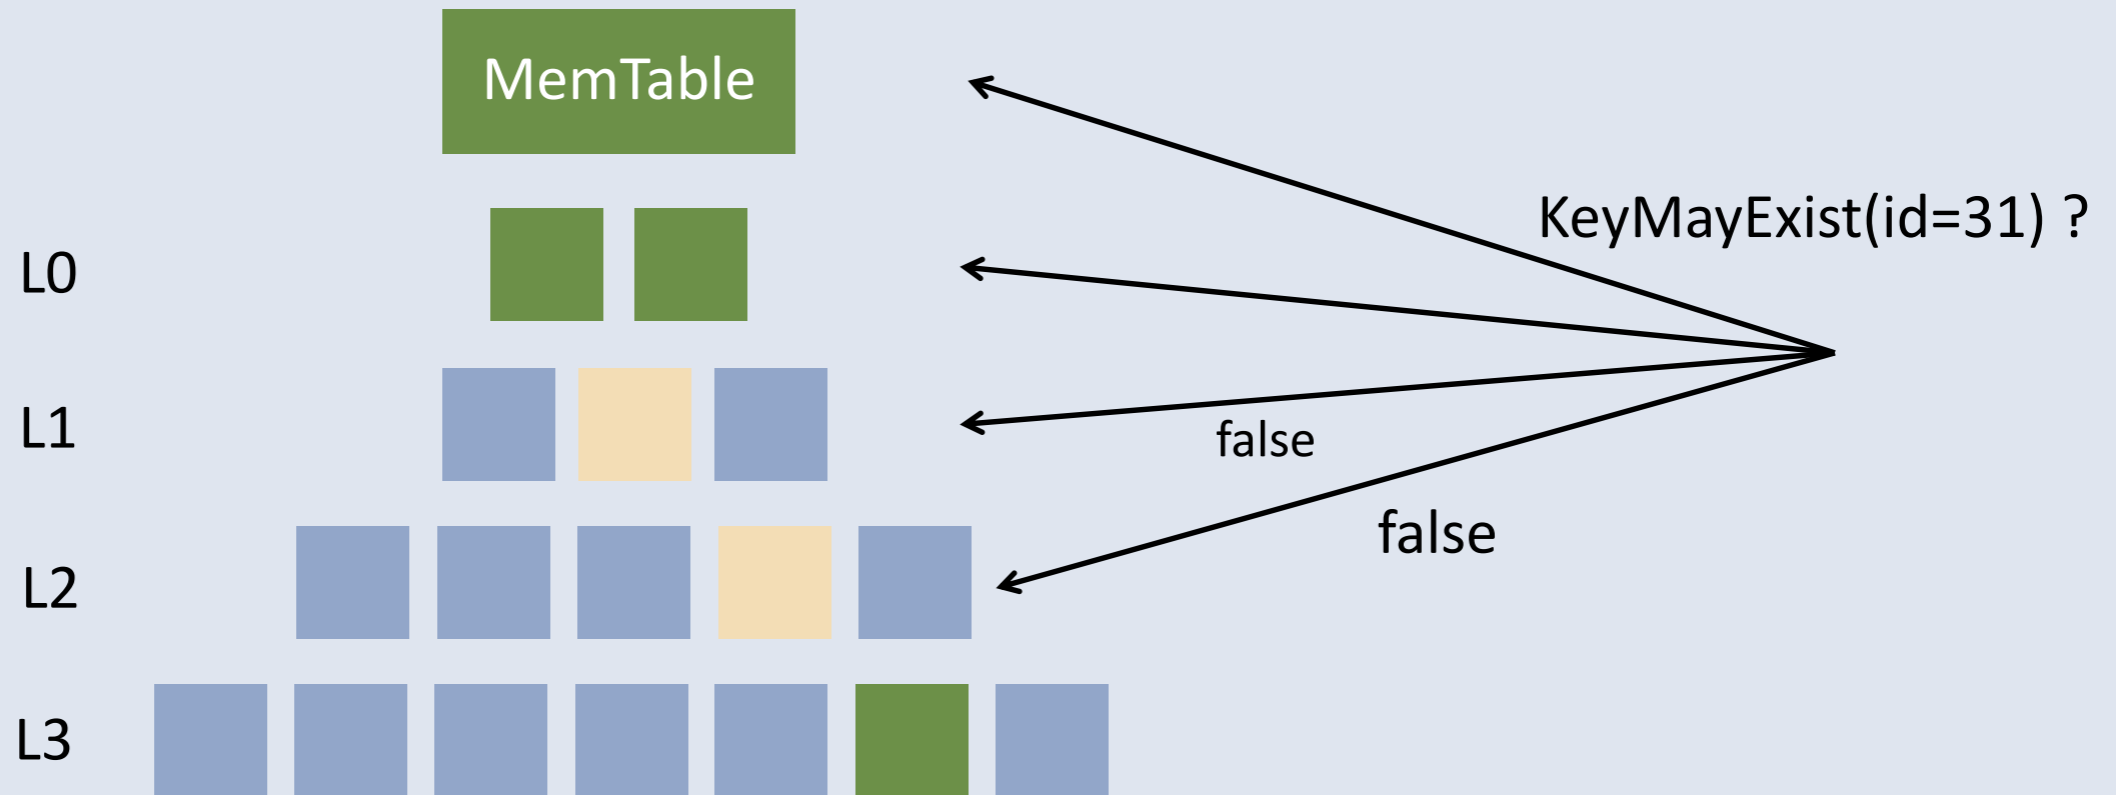 MemTable
KeyMayExist(id=31) ?
L0
L1
false
false
L2
L3